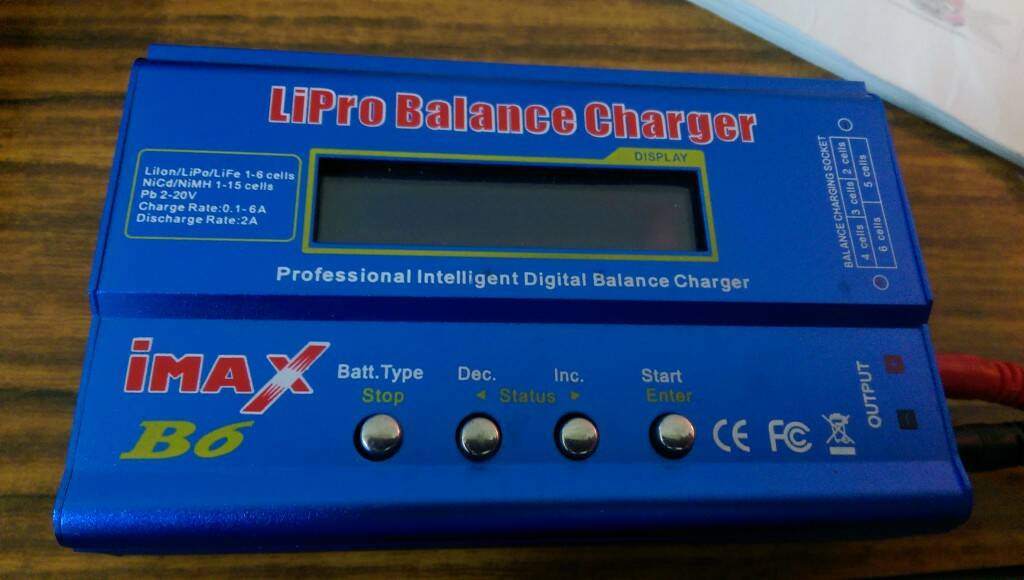 LiPro Balance Charger
DISPLAY
LiIon/LiPo/LiFe 1-6 cells
NiCd/NiMH 1-15 cells
Pb 2-20V
Charge Rate:0.1-6A
Discharge Rate:2A
Professional Intelligent Digital Balance Charger
BALANCE CHARGING SOCKET
4 cells 3 cells 2 cells
6 cells 5 cells
iMAX
B6
Batt.Type Dec. Inc. Start
Stop ◄ Status ► Enter
CE FC
OUTPUT
+ -